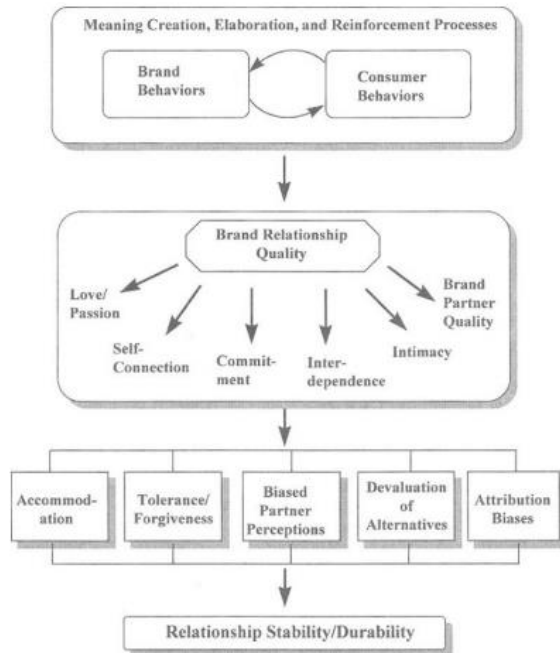 Meaning Creation, Elaboration, and Reinforcement Processes
Brand
Behaviors
Consumer
Behaviors
Brand Relationship
Quality
Love/
Passion
Self-
Connection
Commit-
ment
Inter-
dependence
Intimacy
Brand
Partner
Quality
Accommod-
ation
Tolerance/
Forgiveness
Biased
Partner
Perceptions
Devaluation
of
Alternatives
Attribution
Biases
Relationship Stability/Durability